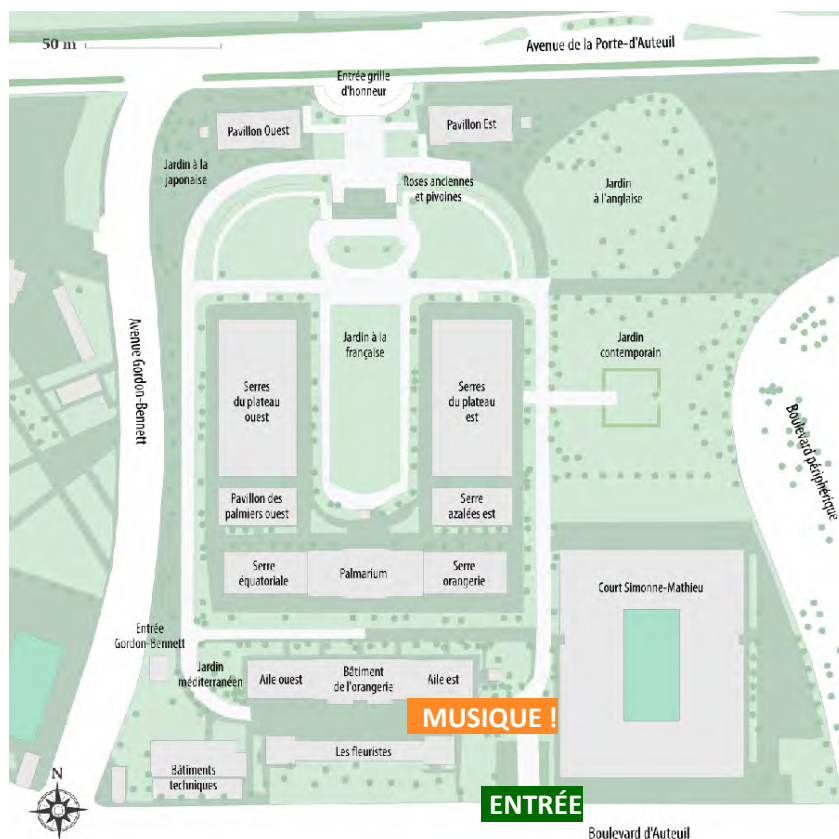 50 m
Avenue de la Porte-d'Auteuil
Entrée grille
d'honneur
Pavillon Ouest
Pavillon Est
Jardin à la
japonaise
Roses anciennes
et pivoines
Jardin
à l'anglaise
Avenue Gordon-Bennett
Jardin à la
française
Jardin
contemporain
Serres
du plateau
ouest
Serres
du plateau
est
Boulevard périphérique
Pavillon des
palmiers ouest
Serre
azalées est
Serre
équatoriale
Palmarium
Serre
orangerie
Court Simonne-Mathieu
Entrée
Gordon-Bennett
Jardin
méditerranéen
Aile ouest
Bâtiment
de l'orangerie
Aile est
MUSIQUE !
Les fleuristes
Bâtiments
techniques
N
ENTRÉE
Boulevard d'Auteuil